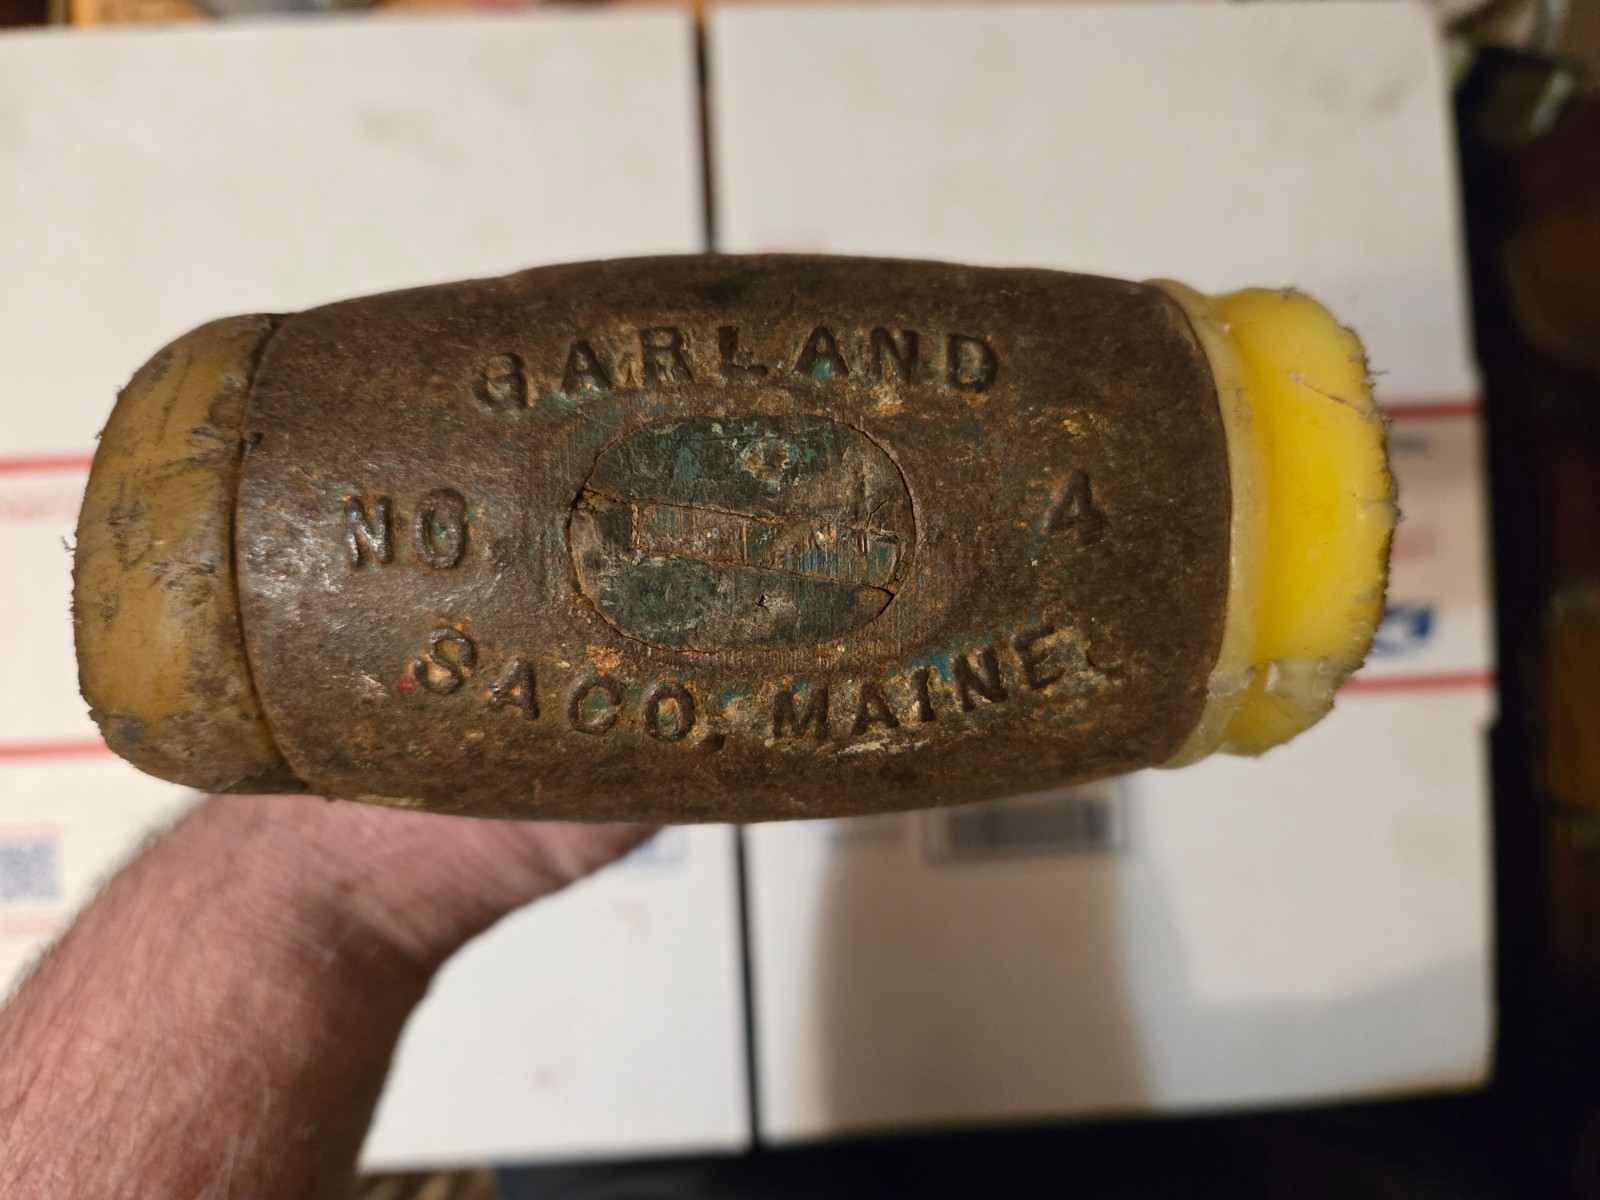 GARLAND
NO 4
SACO, MAINE